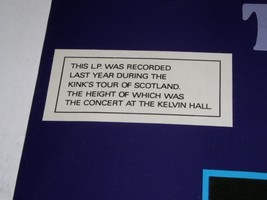 THIS L.P. WAS RECORDED
LAST YEAR DURING THE
KINK'S TOUR OF SCOTLAND.
THE HEIGHT OF WHICH WAS
THE CONCERT AT THE KELVIN HALL.